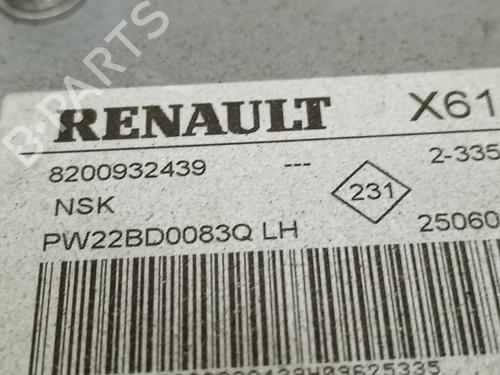 RENAULT X61
8200932439 --- 2-335
NSK 231
PW22BD0083Q LH 25060
B-PARTS